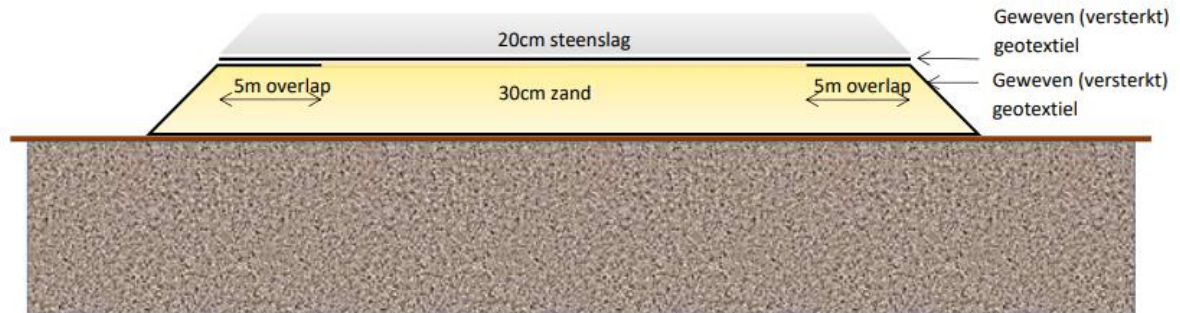 Geweven (versterkt)
geotextiel
20cm steenslag
Geweven (versterkt)
geotextiel
5m overlap
30cm zand
5m overlap